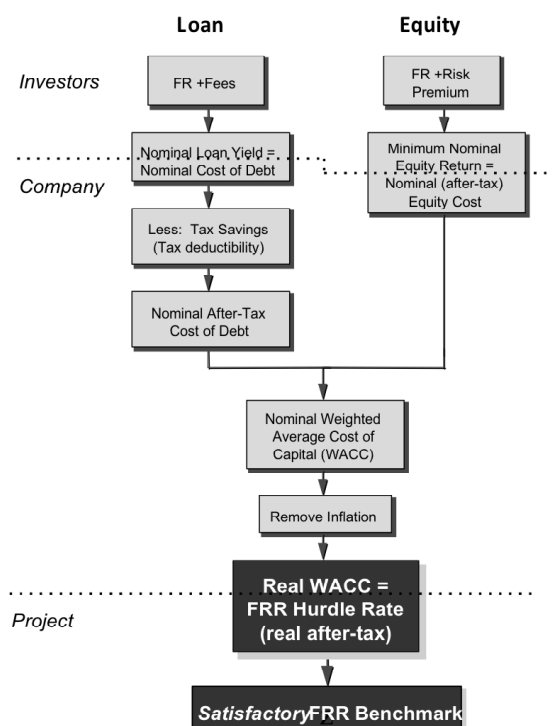 Loan
Equity
Investors
FR +Fees
FR +Risk
Premium
Nominal Loan Yield =
Nominal Cost of Debt
Minimum Nominal
Equity Return =
Nominal (after-tax)
Equity Cost
Company
Less: Tax Savings
(Tax deductibility)
Nominal After-Tax
Cost of Debt
Nominal Weighted
Average Cost of
Capital (WACC)
Remove Inflation
Real WACC =
FRR Hurdle Rate
(real after-tax)
Project
SatisfactoryFRR Benchmark